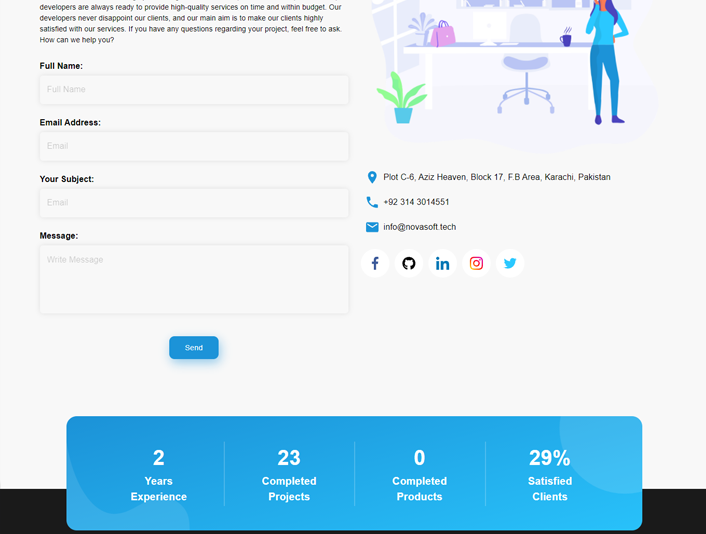 developers are always ready to provide high-quality services on time and within budget. Our
developers never disappoint our clients, and our main aim is to make our clients highly
satisfied with our services. If you have any questions regarding your project, feel free to ask.
How can we help you?
Full Name:
Full Name
Email Address:
Email
Your Subject:
Email
Message:
Write Message
Send
Plot C-6, Aziz Heaven, Block 17, F.B Area, Karachi, Pakistan
+92 314 3014551
info@novasoft.tech
2
Years
Experience
23
Completed
Projects
0
Completed
Products
29%
Satisfied
Clients